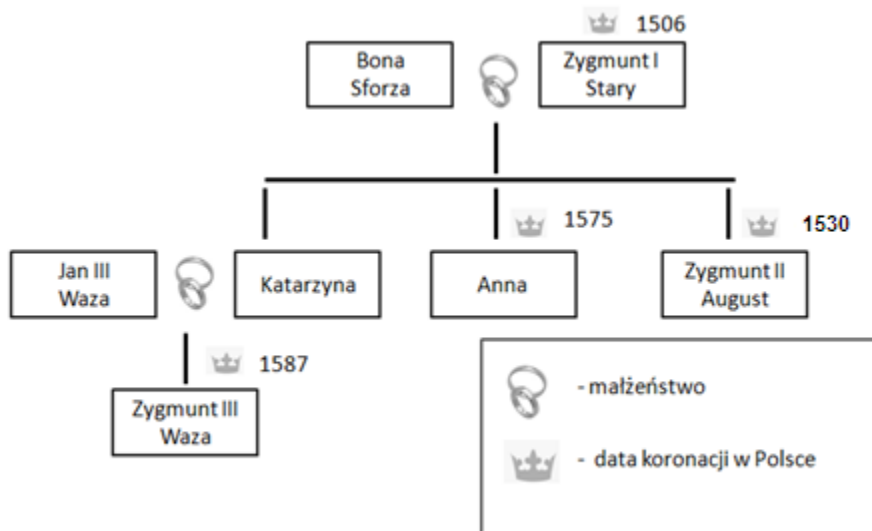 1506
Bona
Sforza
Zygmunt I
Stary
1575
1530
Jan III
Waza
Katarzyna
Anna
Zygmunt II
August
1587
Zygmunt III
Waza
- małżeństwo
- data koronacji w Polsce